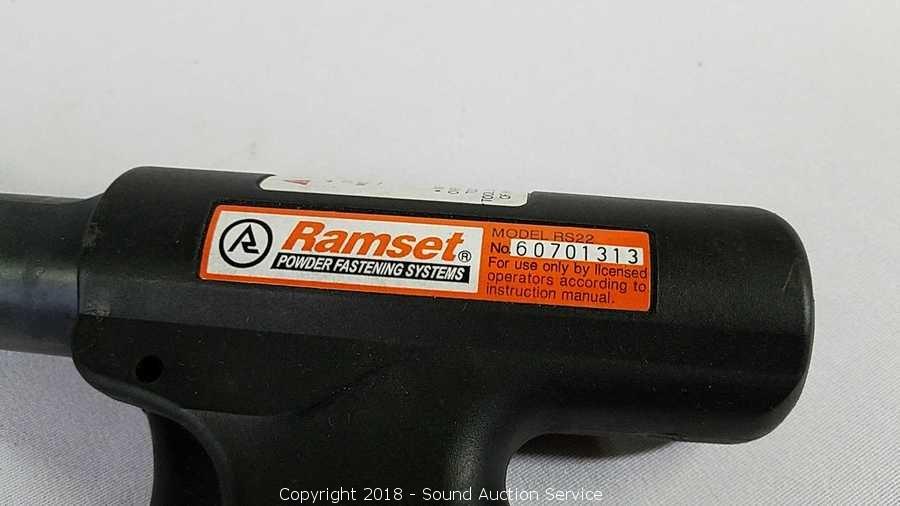 Ramset®
POWDER FASTENING SYSTEMS
MODEL RS22
No. 60701313
For use only by licensed
operators according to
instruction manual.
Copyright 2018 - Sound Auction Service